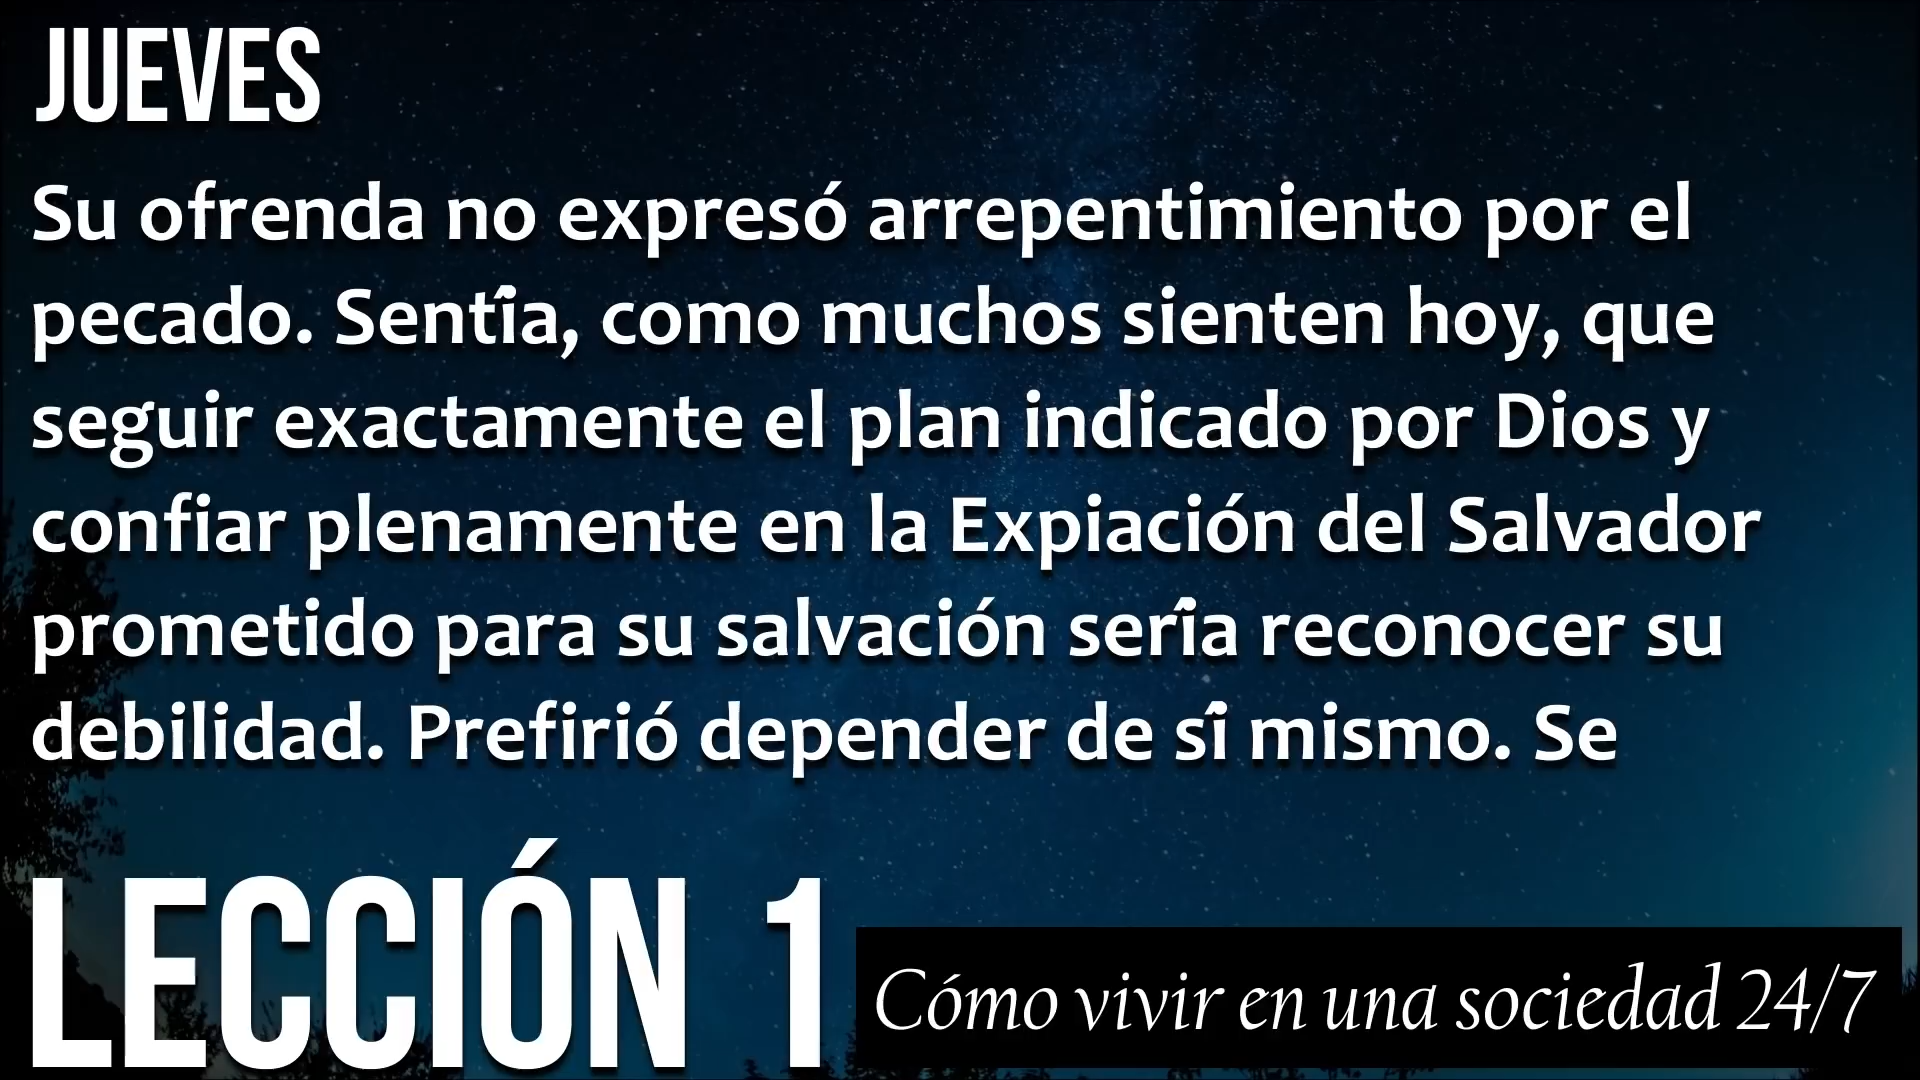 JUEVES
Su ofrenda no expresó arrepentimiento por el
pecado. Sentía, como muchos sienten hoy, que
seguir exactamente el plan indicado por Dios y
confiar plenamente en la Expiación del Salvador
prometido para su salvación sería reconocer su
debilidad. Prefirió depender de sí mismo. Se
LECCIÓN 1
Cómo vivir en una sociedad 24/7